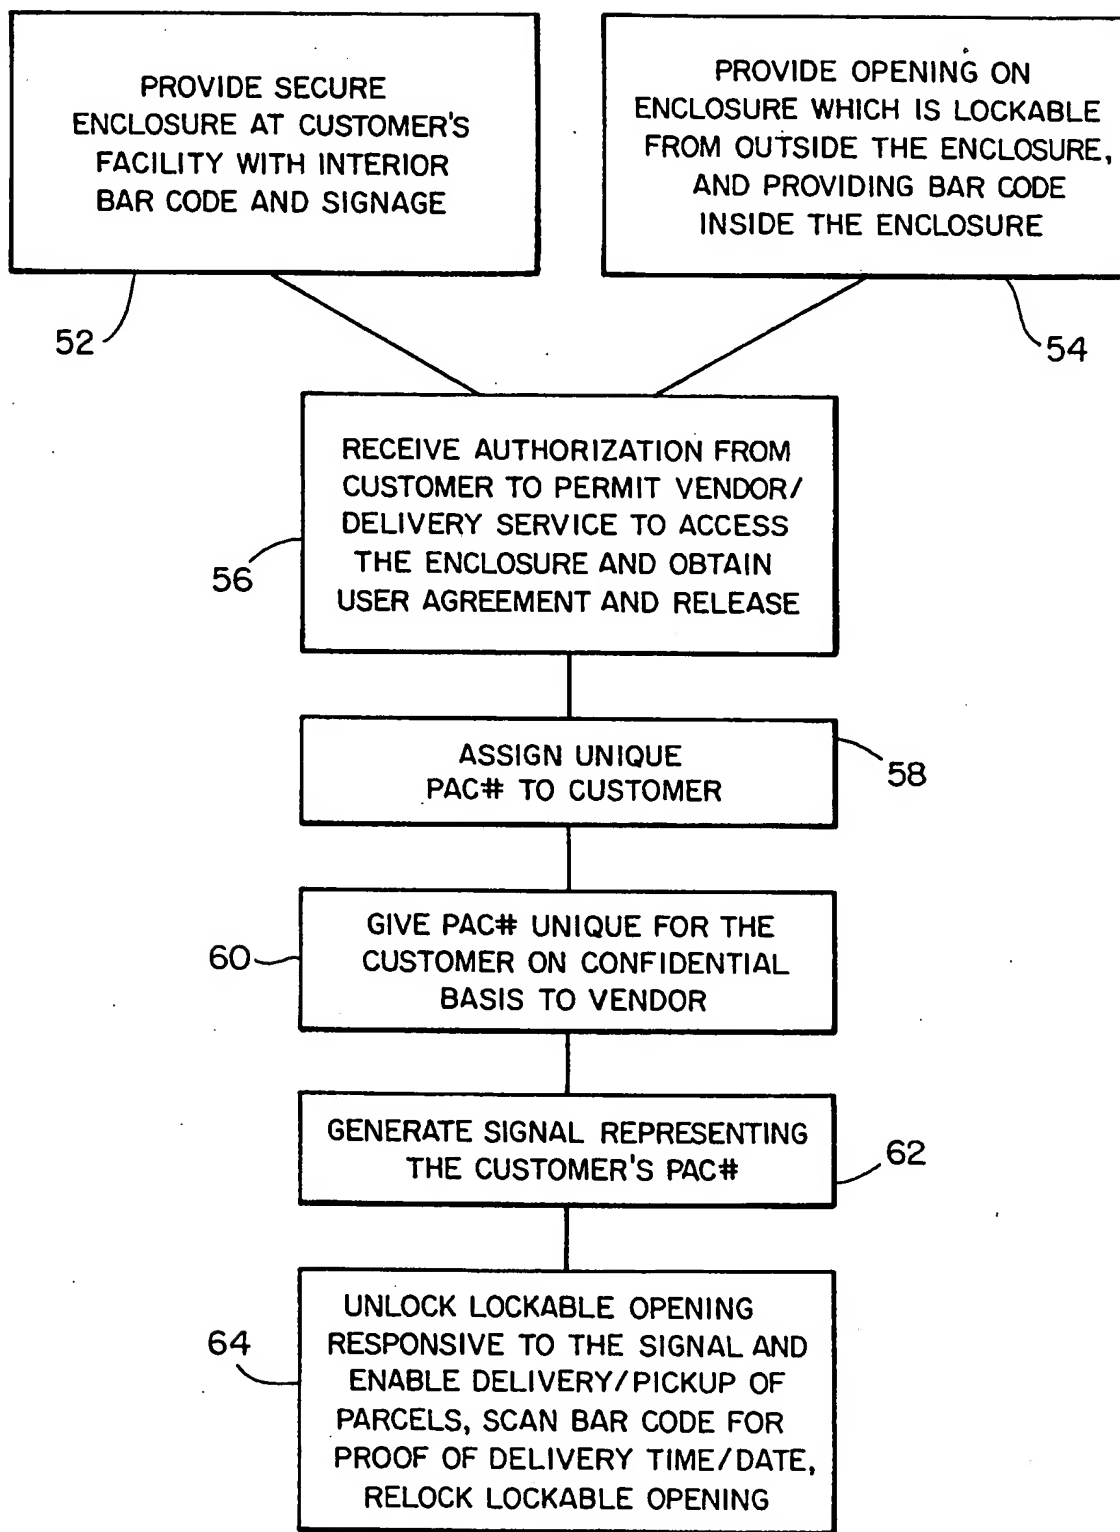 PROVIDE SECURE
ENCLOSURE AT CUSTOMER'S
FACILITY WITH INTERIOR
BAR CODE AND SIGNAGE
52
PROVIDE OPENING ON
ENCLOSURE WHICH IS LOCKABLE
FROM OUTSIDE THE ENCLOSURE,
AND PROVIDING BAR CODE
INSIDE THE ENCLOSURE
54
RECEIVE AUTHORIZATION FROM
CUSTOMER TO PERMIT VENDOR/
DELIVERY SERVICE TO ACCESS
THE ENCLOSURE AND OBTAIN
USER AGREEMENT AND RELEASE
56
ASSIGN UNIQUE
PAC# TO CUSTOMER
58
GIVE PAC# UNIQUE FOR THE
CUSTOMER ON CONFIDENTIAL
BASIS TO VENDOR
60
GENERATE SIGNAL REPRESENTING
THE CUSTOMER'S PAC#
62
UNLOCK LOCKABLE OPENING
RESPONSIVE TO THE SIGNAL AND
ENABLE DELIVERY/PICKUP OF
PARCELS, SCAN BAR CODE FOR
PROOF OF DELIVERY TIME/DATE,
RELOCK LOCKABLE OPENING
64